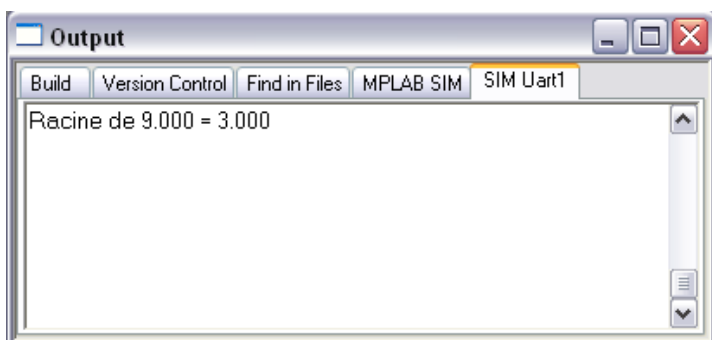 Output
Build Version Control Find in Files MPLAB SIM SIM Uart1
Racine de 9.000 = 3.000